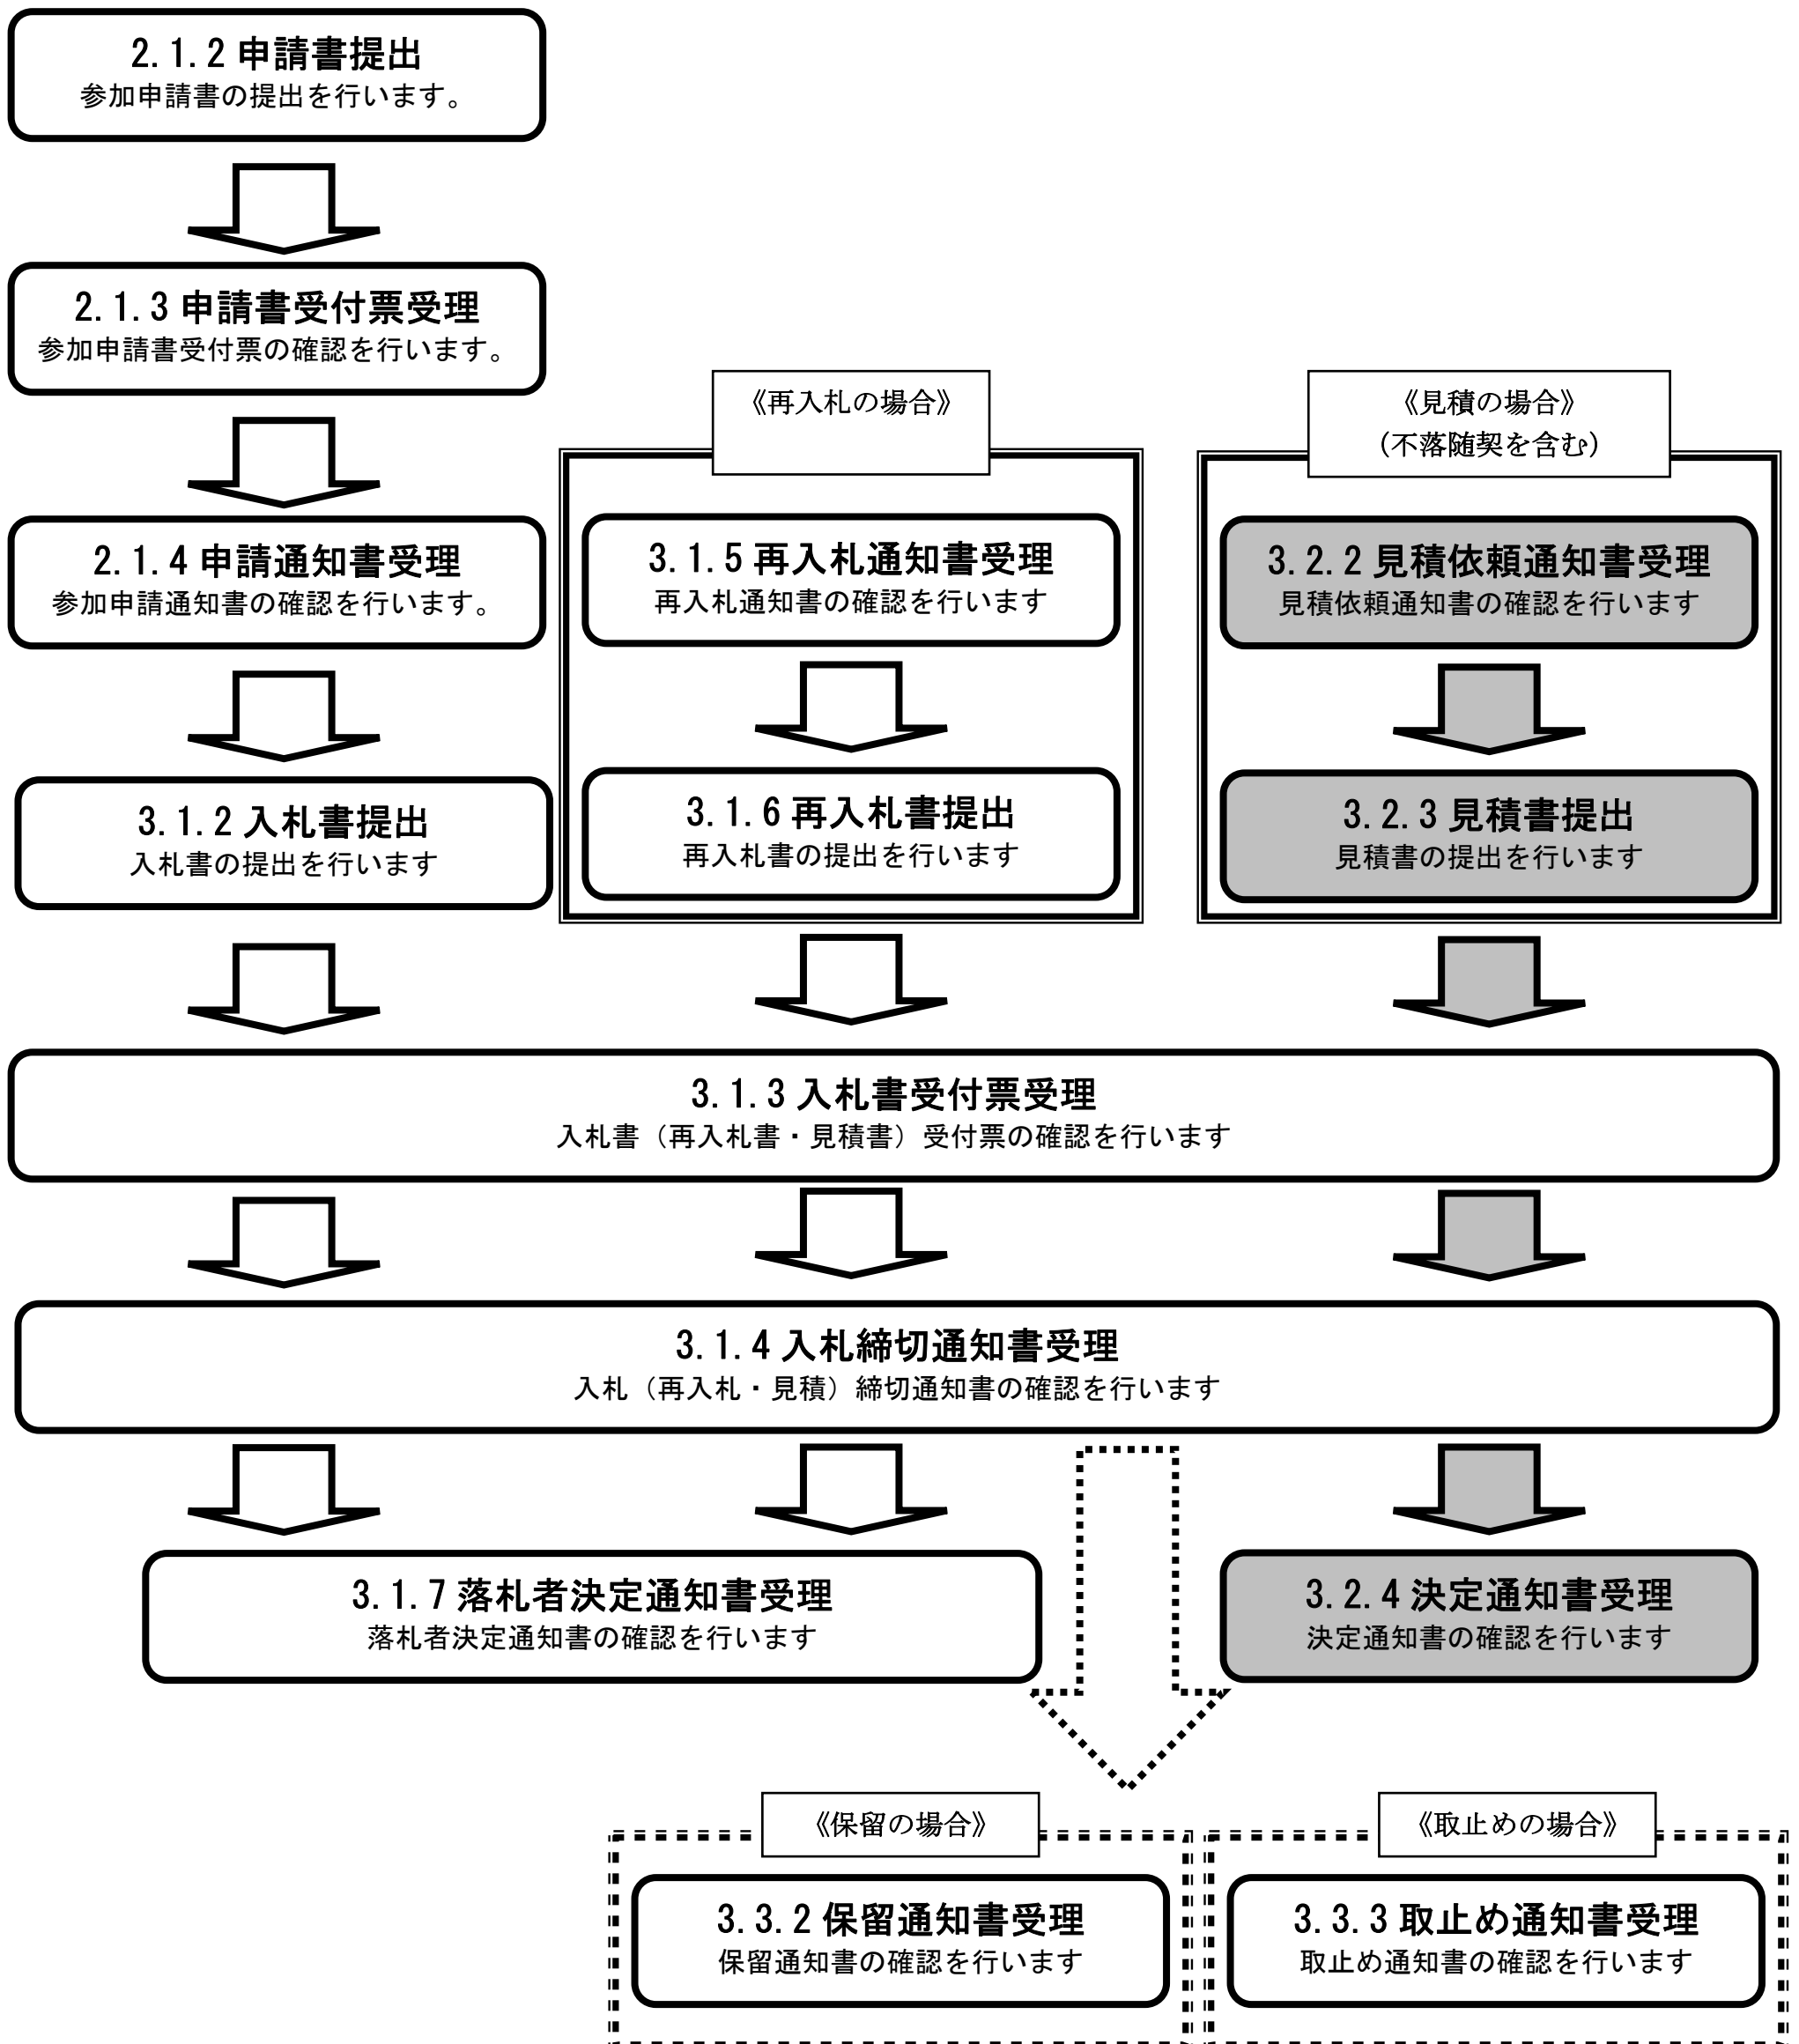 2.1.2 申請書提出
参加申請書の提出を行います。
2.1.3 申請書受付票受理
参加申請書受付票の確認を行います。
2.1.4 申請通知書受理
参加申請通知書の確認を行います。
3.1.2 入札書提出
入札書の提出を行います
《再入札の場合》
3.1.5 再入札通知書受理
再入札通知書の確認を行います
3.1.6 再入札書提出
再入札書の提出を行います
《見積の場合》
（不落随契を含む）
3.2.2 見積依頼通知書受理
見積依頼通知書の確認を行います
3.2.3 見積書提出
見積書の提出を行います
3.1.3 入札書受付票受理
入札書（再入札書・見積書）受付票の確認を行います
3.1.4 入札締切通知書受理
入札（再入札・見積）締切通知書の確認を行います
3.1.7 落札者決定通知書受理
落札者決定通知書の確認を行います
3.2.4 決定通知書受理
決定通知書の確認を行います
《保留の場合》
3.3.2 保留通知書受理
保留通知書の確認を行います
《取止めの場合》
3.3.3 取止め通知書受理
取止め通知書の確認を行います